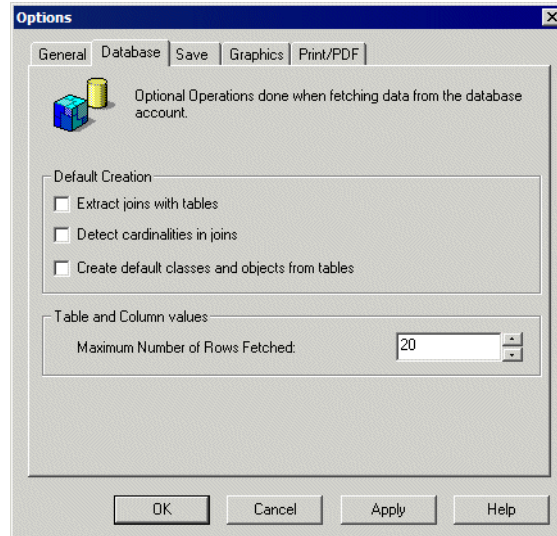 Options
General Database Save Graphics Print/PDF
Optional Operations done when fetching data from the database
account.
Default Creation
Extract joins with tables
Detect cardinalities in joins
Create default classes and objects from tables
Table and Column values
Maximum Number of Rows Fetched: 20
OK Cancel Apply Help